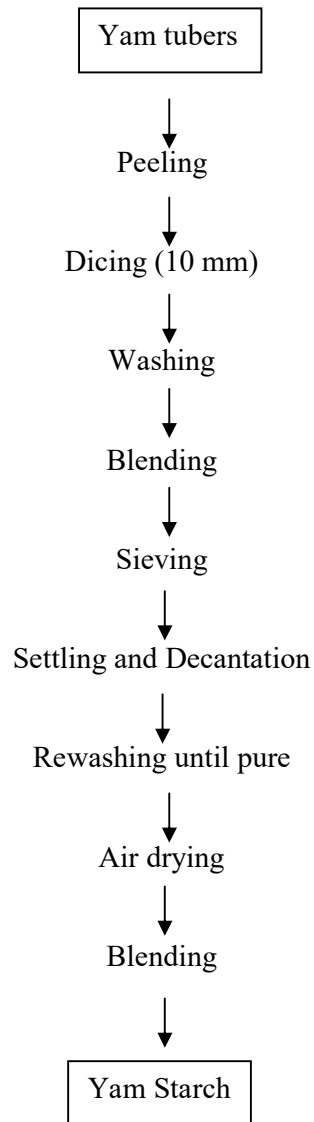 Yam tubers
Peeling
Dicing (10 mm)
Washing
Blending
Sieving
Settling and Decantation
Rewashing until pure
Air drying
Blending
Yam Starch